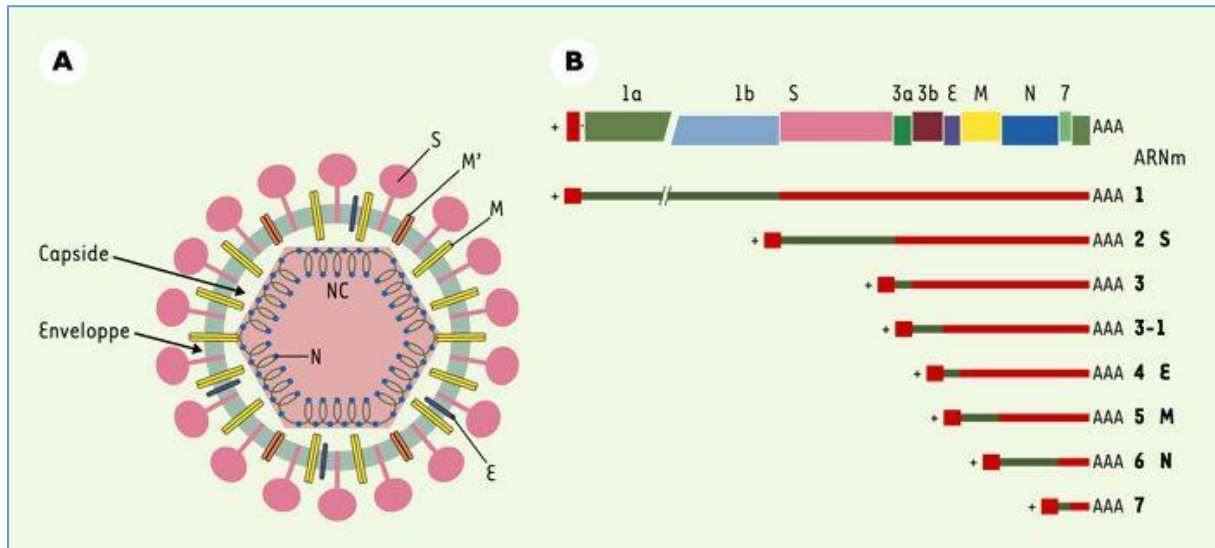 A
S
M'
M
Capside
NC
Enveloppe
N
E
B
1a 1b S 3a 3b E M N 7
+ AAA
ARNm
+ AAA 1
+ AAA 2 S
+ AAA 3
+ AAA 3-1
+ AAA 4 E
+ AAA 5 M
+ AAA 6 N
+ AAA 7